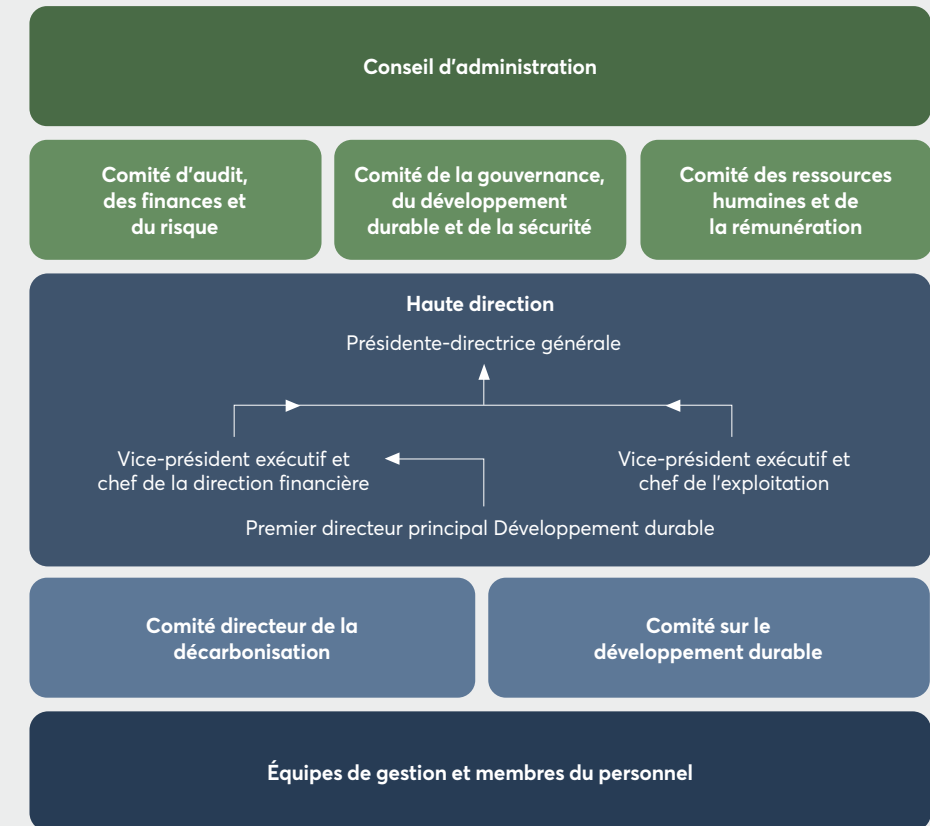 Conseil d'administration
Comité d'audit,
des finances et
du risque
Comité de la gouvernance,
du développement
durable et de la sécurité
Comité des ressources
humaines et de
la rémunération
Haute direction
Présidente-directrice générale
Vice-président exécutif et
chef de la direction financière
Vice-président exécutif et
chef de l'exploitation
Premier directeur principal Développement durable
Comité directeur de la
décarbonisation
Comité sur le
développement durable
Équipes de gestion et membres du personnel